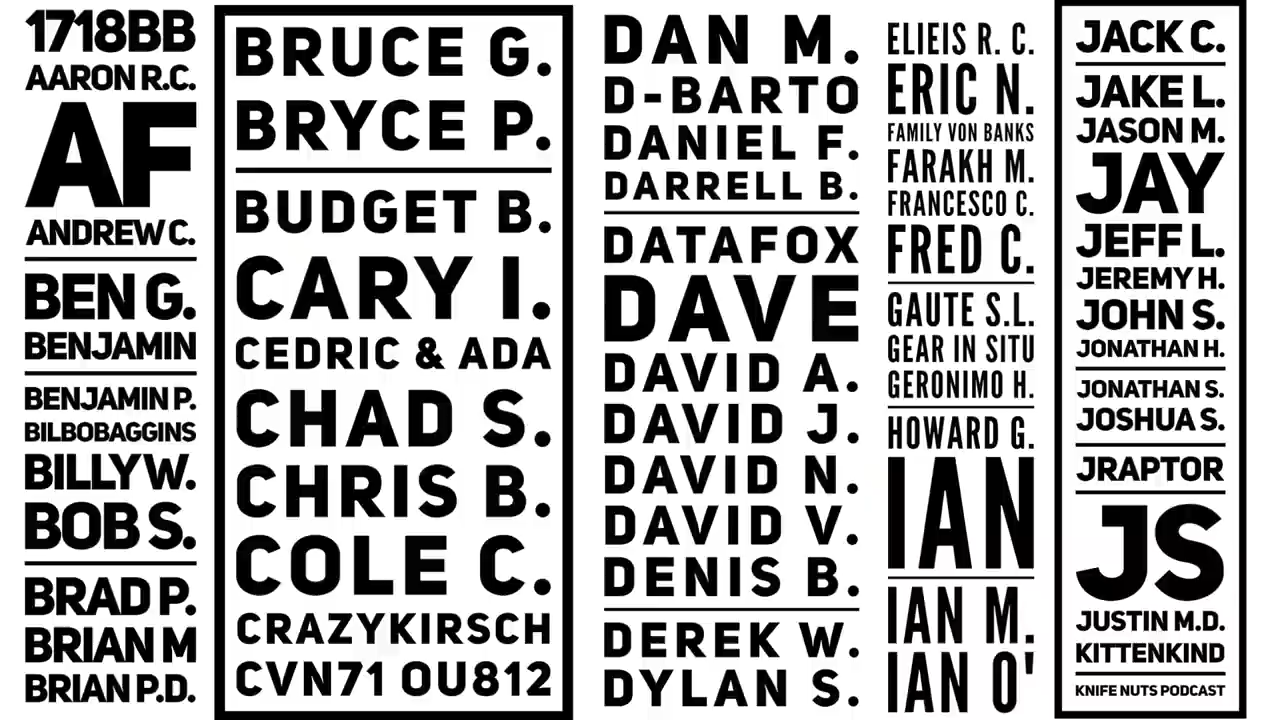 1718BB
AARON R.C.
AF
ANDREW C.
BEN G.
BENJAMIN
BENJAMIN P.
BILBOBAGGINS
BILLY W.
BOB S.
BRAD P.
BRIAN M
BRIAN P.D.
BRUCE G.
BRYCE P.
BUDGET B.
CARY I.
CEDRIC & ADA
CHAD S.
CHRIS B.
COLE C.
CRAZYKIRSCH
CVN71 OU812
DAN M.
D-BARTO
DANIEL F.
DARRELL B.
DATAFOX
DAVE
DAVID A.
DAVID J.
DAVID N.
DAVID V.
DENIS B.
DEREK W.
DYLAN S.
ELIEIS R. C.
ERIC N.
FAMILY VON BANKS
FARAKH M.
FRANCESCO C.
FRED C.
GAUTE S.L.
GEAR IN SITU
GERONIMO H.
HOWARD G.
IAN
IAN M.
IAN O'
JACK C.
JAKE L.
JASON M.
JAY
JEFF L.
JEREMY H.
JOHN S.
JONATHAN H.
JONATHAN S.
JOSHUA S.
JRAPTOR
JS
JUSTIN M.D.
KITTENKIND
KNIFE NUTS PODCAST